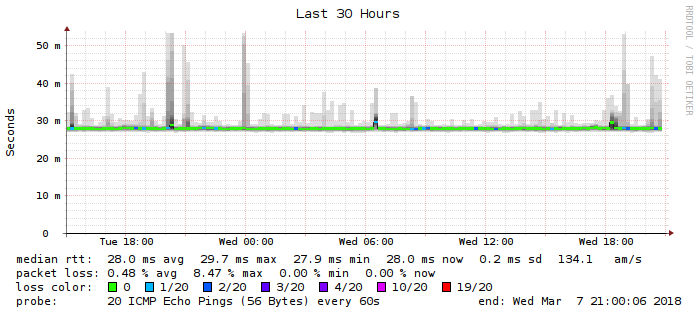 Last 30 Hours
RRDTOOL / TOBI OETIKER
Seconds
50 m
40 m
30 m
20 m
10 m
0
Tue 18:00 Wed 00:00 Wed 06:00 Wed 12:00 Wed 18:00
median rtt: 28.0 ms avg 29.7 ms max 27.9 ms min 28.0 ms now 0.2 ms sd 134.1 am/s
packet loss: 0.48 % avg 8.47 % max 0.00 % min 0.00 % now
loss color: 0 1/20 2/20 3/20 4/20 10/20 19/20
probe: 20 ICMP Echo Pings (56 Bytes) every 60s end: Wed Mar 7 21:00:06 2018